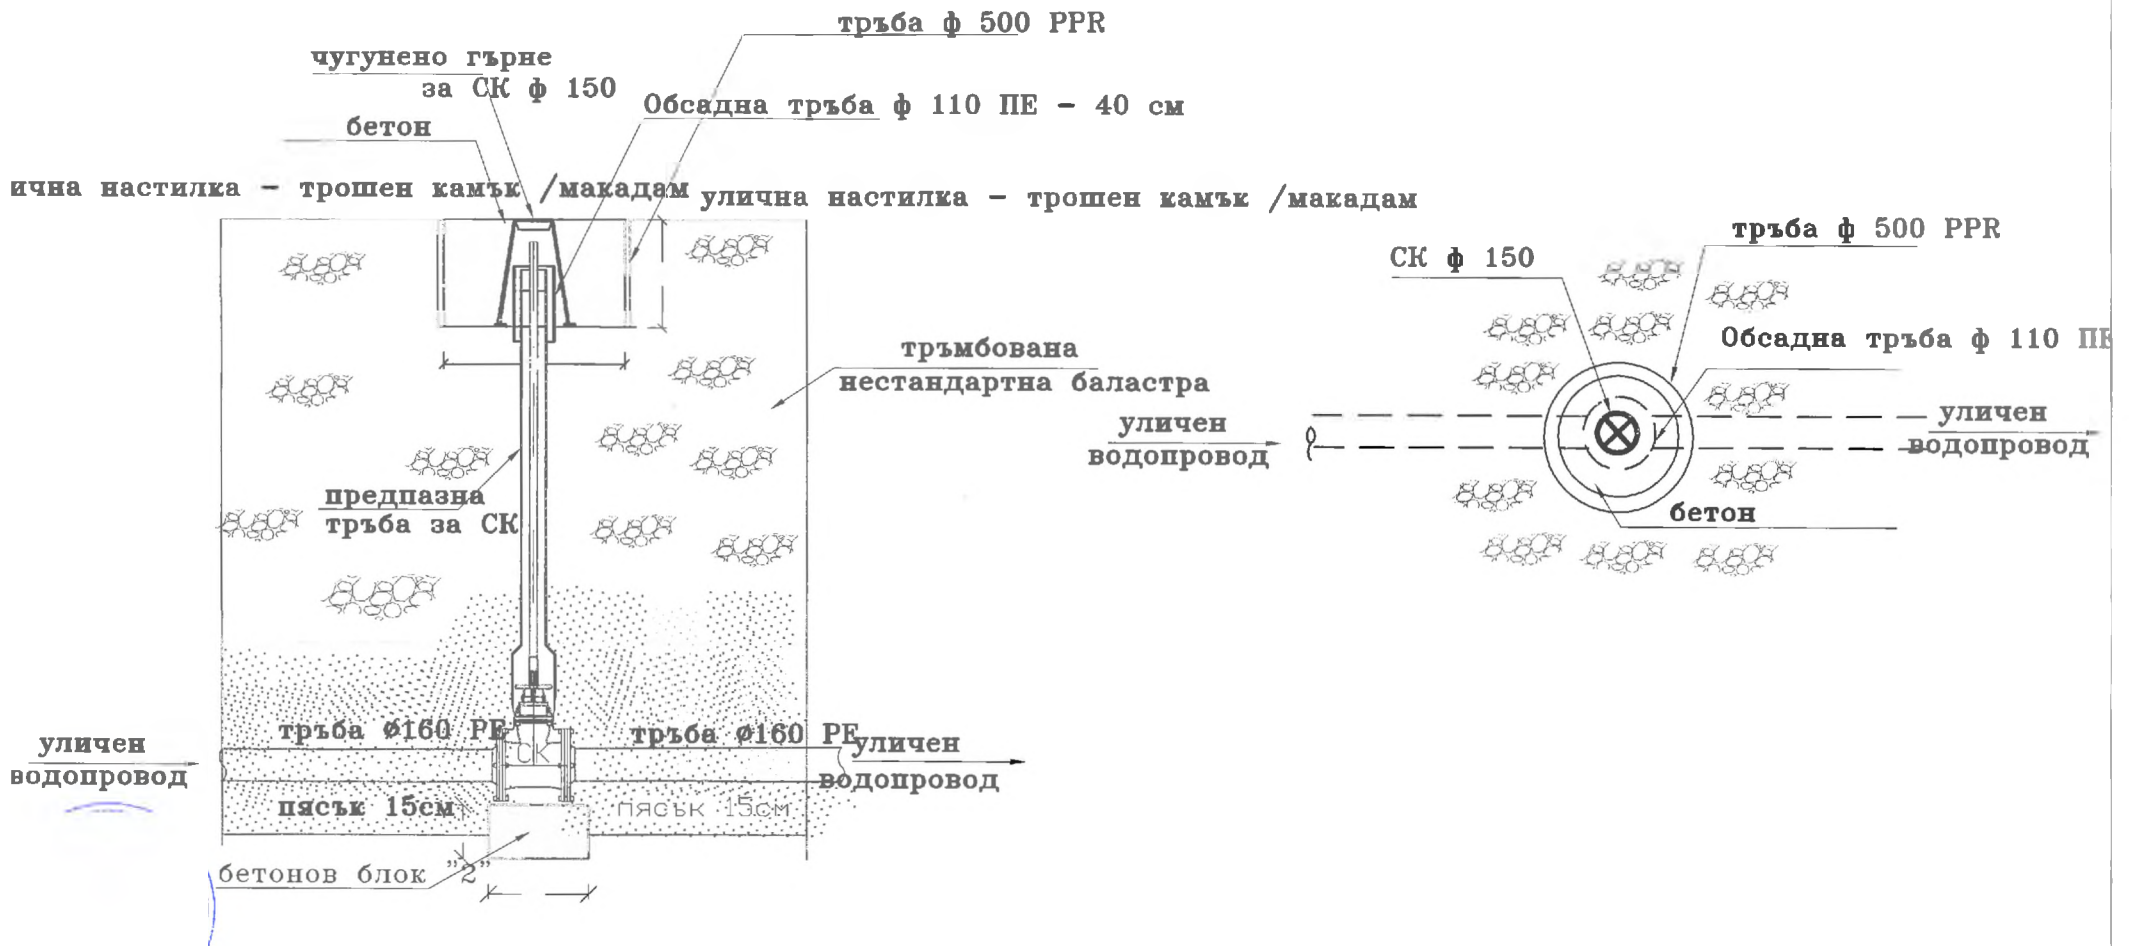 тръба ф 500 PPR
чугунено гърне
за СК ф 150
Обсадна тръба ф 110 ПЕ - 40 см
бетон
ична настилка - трошен камък /макадам
улична настилка - трошен камък /макадам
тръмбована
нестандартна баластра
предпазна
тръба за СК
тръба Ø160 PE
тръба Ø160 PE
СК
уличен
водопровод
уличен
водопровод
пясък 15см
пясък 15см
бетонов блок "2"
тръба ф 500 PPR
СК ф 150
Обсадна тръба ф 110 ПЕ
уличен
водопровод
уличен
водопровод
бетон